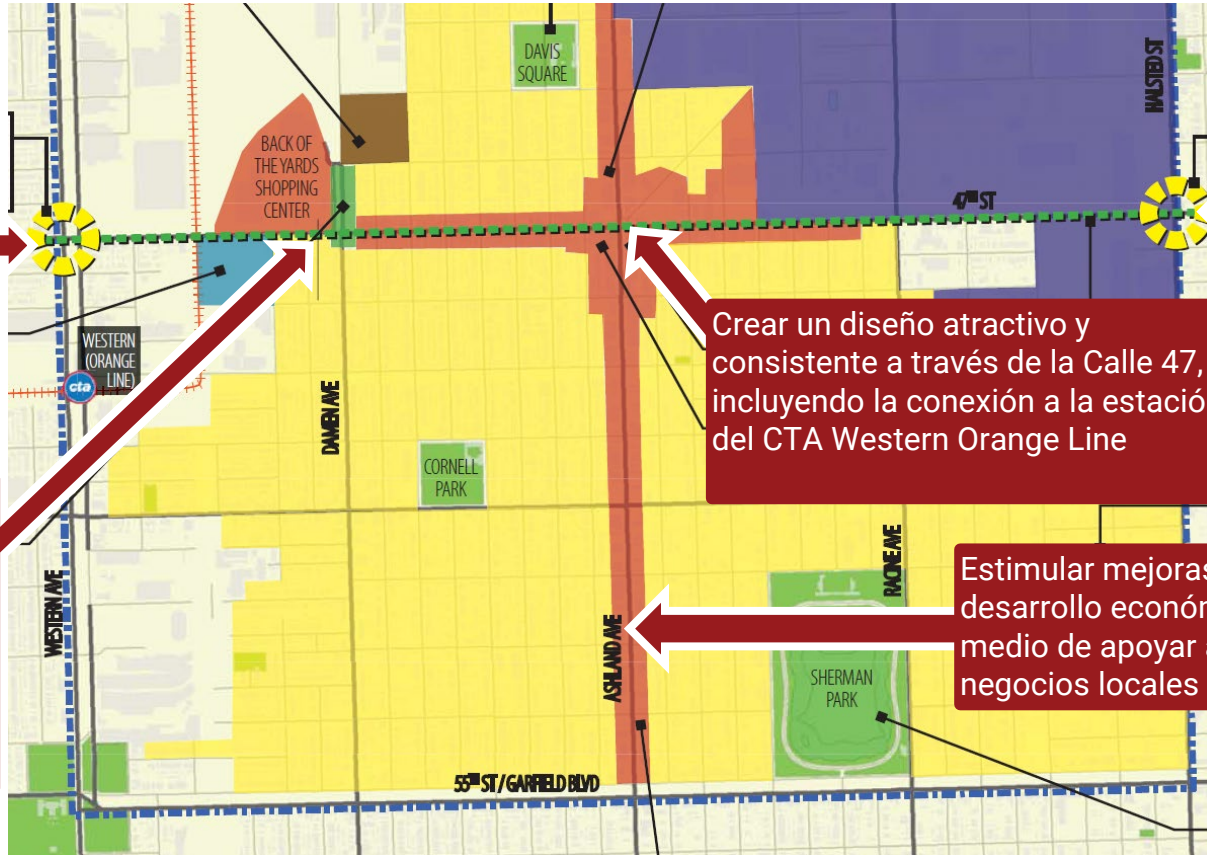 DAVIS
SQUARE
HALSTED ST
BACK OF
THE YARDS
SHOPPING
CENTER
47TH ST
WESTERN
(ORANGE
LINE)
cta
DAMEN AVE
Crear un diseño atractivo y
consistente a través de la Calle 47,
incluyendo la conexión a la estació
del CTA Western Orange Line
CORNELL
PARK
RACINE AVE
WESTERN AVE
ASHLAND AVE
Estimular mejoras
desarrollo económ
medio de apoyar a
negocios locales
SHERMAN
PARK
55TH ST / GARFIELD BLVD